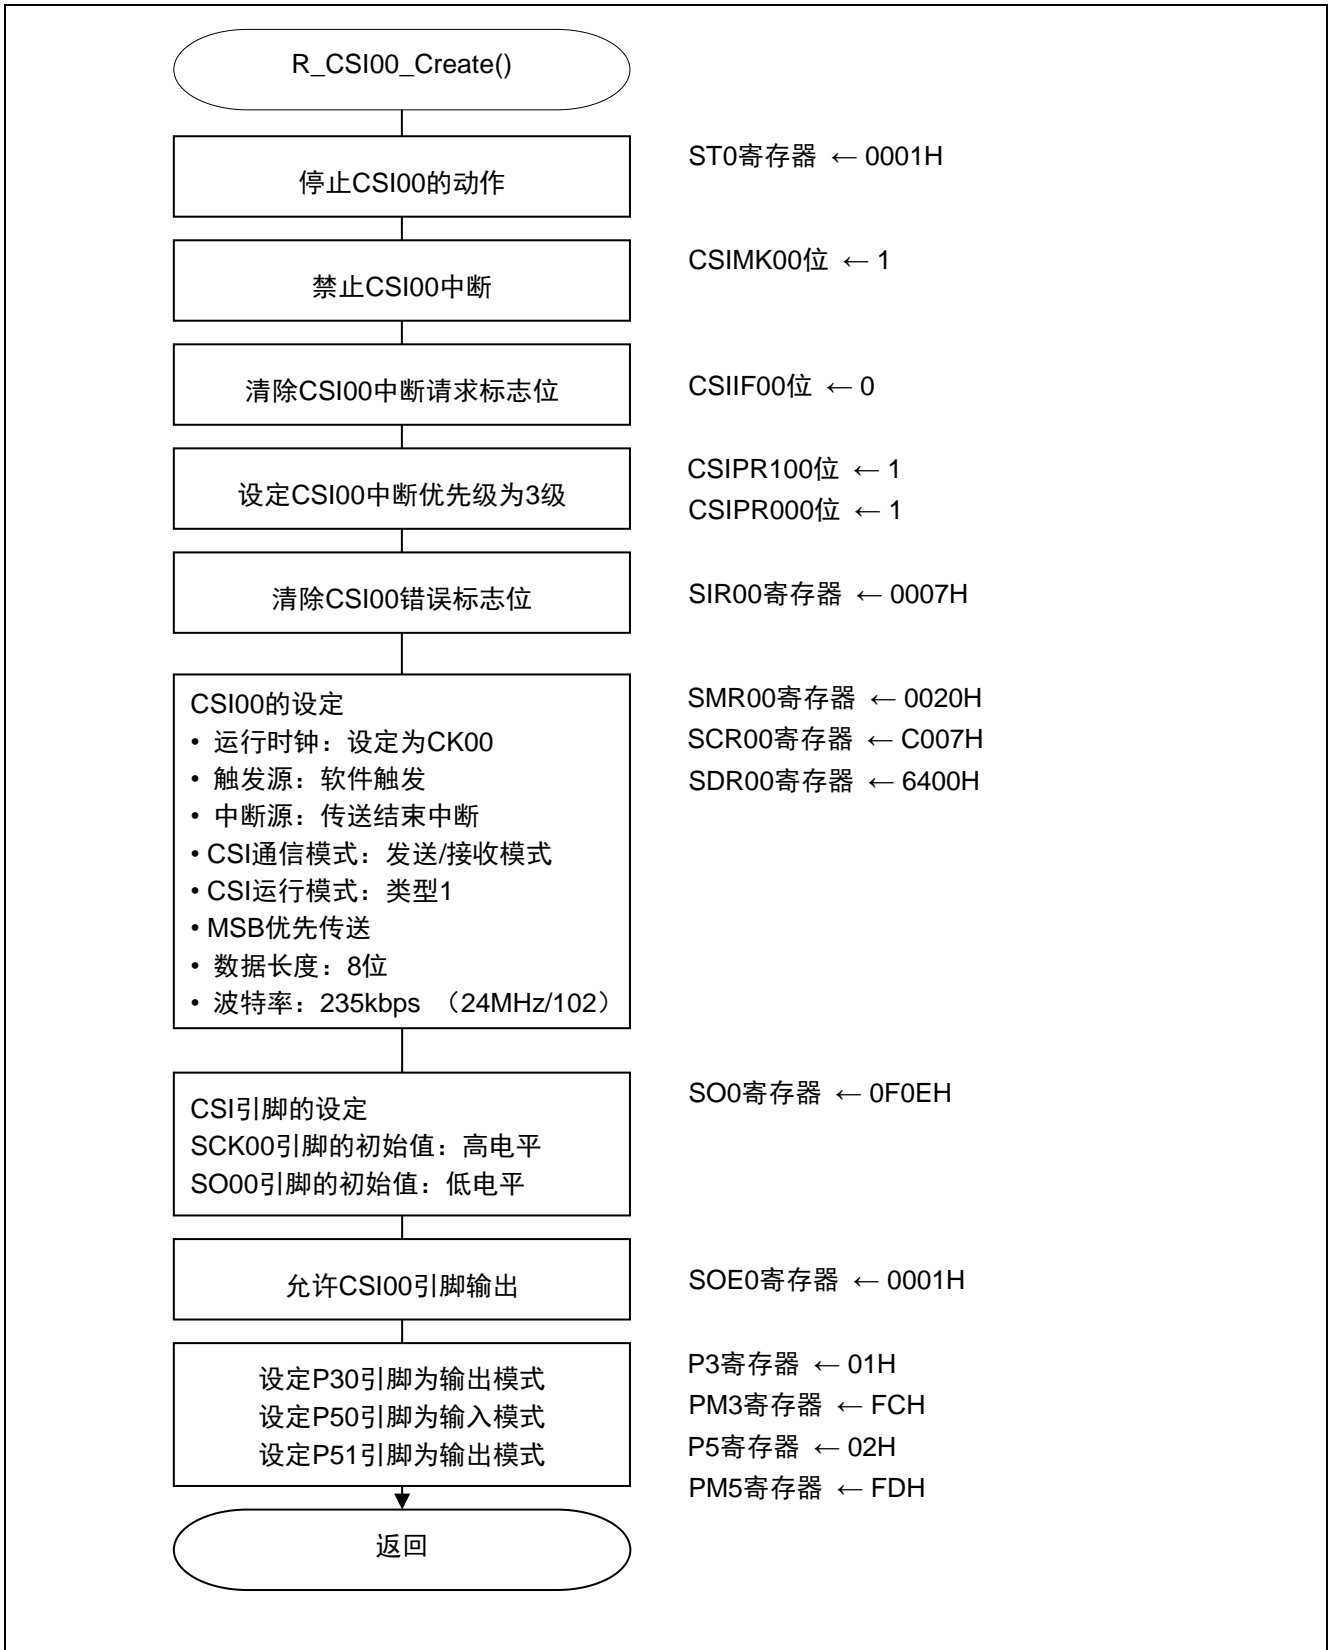 R_CSI00_Create()
停止CSI00的动作
ST0寄存器 ← 0001H
禁止CSI00中断
CSIMK00位 ← 1
清除CSI00中断请求标志位
CSIIF00位 ← 0
设定CSI00中断优先级为3级
CSIPR100位 ← 1
CSIPR000位 ← 1
清除CSI00错误标志位
SIR00寄存器 ← 0007H
CSI00的设定
• 运行时钟：设定为CK00
• 触发源：软件触发
• 中断源：传送结束中断
• CSI通信模式：发送/接收模式
• CSI运行模式：类型1
• MSB优先传送
• 数据长度：8位
• 波特率：235kbps （24MHz/102）
SMR00寄存器 ← 0020H
SCR00寄存器 ← C007H
SDR00寄存器 ← 6400H
CSI引脚的设定
SCK00引脚的初始值：高电平
SO00引脚的初始值：低电平
SO0寄存器 ← 0F0EH
允许CSI00引脚输出
SOE0寄存器 ← 0001H
设定P30引脚为输出模式
设定P50引脚为输入模式
设定P51引脚为输出模式
P3寄存器 ← 01H
PM3寄存器 ← FCH
P5寄存器 ← 02H
PM5寄存器 ← FDH
返回